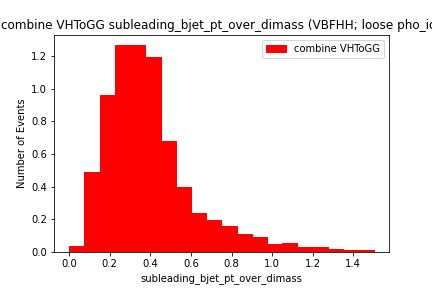 combine VHToGG subleading_bjet_pt_over_dimass (VBFHH; loose pho_id
combine VHToGG
Number of Events
1.2
1.0
0.8
0.6
0.4
0.2
0.0
0.0 0.2 0.4 0.6 0.8 1.0 1.2 1.4
subleading_bjet_pt_over_dimass